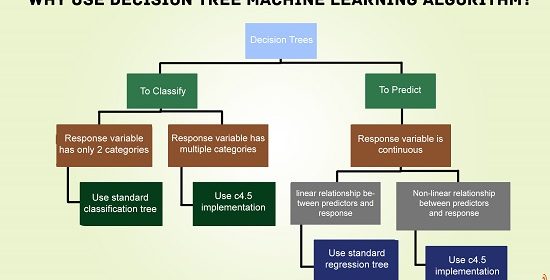 WHY USE DECISION TREE MACHINE LEARNING ALGORITHM?
Decision Trees
To Classify
To Predict
Response variable
has only 2 categories
Response variable has
multiple categories
Response variable is
continuous
Use standard
classification tree
Use c4.5
implementation
linear relationship be-
tween predictors and
response
Non-linear relationship
between predictors
and response
Use standard
regression tree
Use c4.5
implementation